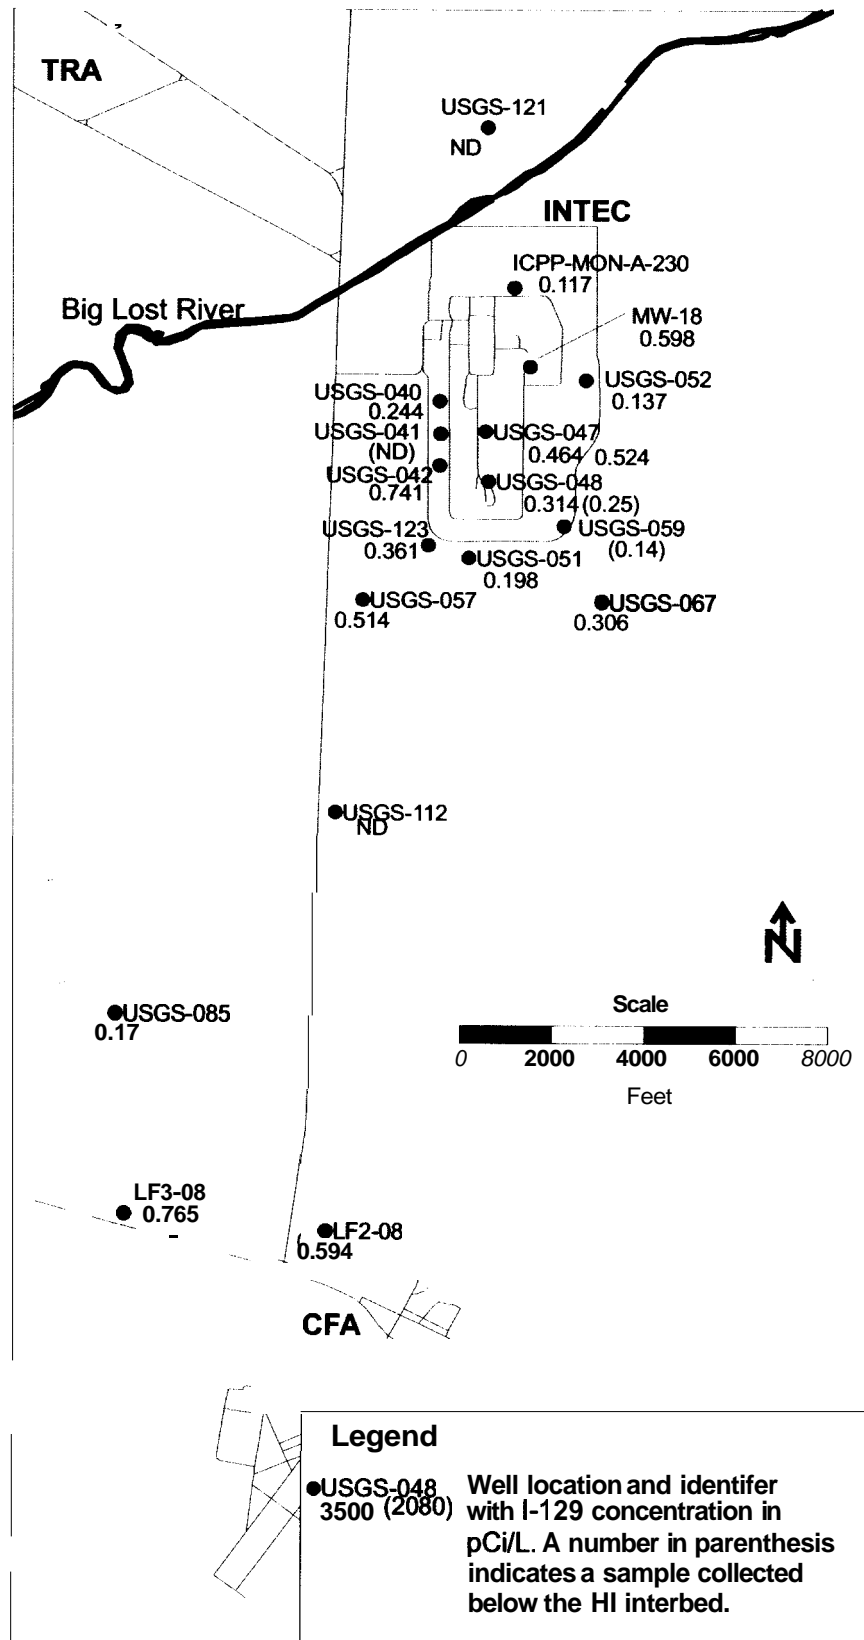 TRA
USGS-121
ND
INTEC
ICPP-MON-A-230
0.117
Big Lost River
MW-18
0.598
USGS-052
0.137
USGS-040
0.244
USGS-041
(ND)
USGS-047
0.464 0.524
USGS-042
0.741
USGS-048
0.314 (0.25)
USGS-123
0.361
USGS-059
(0.14)
USGS-051
0.198
USGS-057
0.514
USGS-067
0.306
USGS-112
ND
N
USGS-085
0.17
Scale
0 2000 4000 6000 8000
Feet
LF3-08
0.765
LF2-08
0.594
CFA
Legend
USGS-048
3500 (2080)
Well location and identifer
with I-129 concentration in
pCi/L. A number in parenthesis
indicates a sample collected
below the HI interbed.